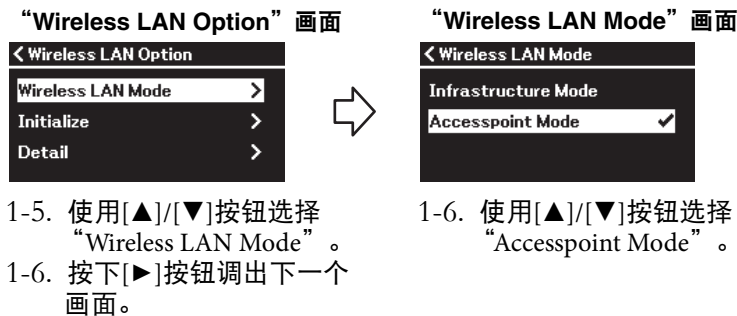 “Wireless LAN Option”画面
Wireless LAN Option
Wireless LAN Mode
Initialize
Detail
1-5. 使用[▲]/[▼]按钮选择
“Wireless LAN Mode”。
1-6. 按下[►]按钮调出下一个
画面。
“Wireless LAN Mode”画面
Wireless LAN Mode
Infrastructure Mode
Accesspoint Mode
1-6. 使用[▲]/[▼]按钮选择
“Accesspoint Mode”。